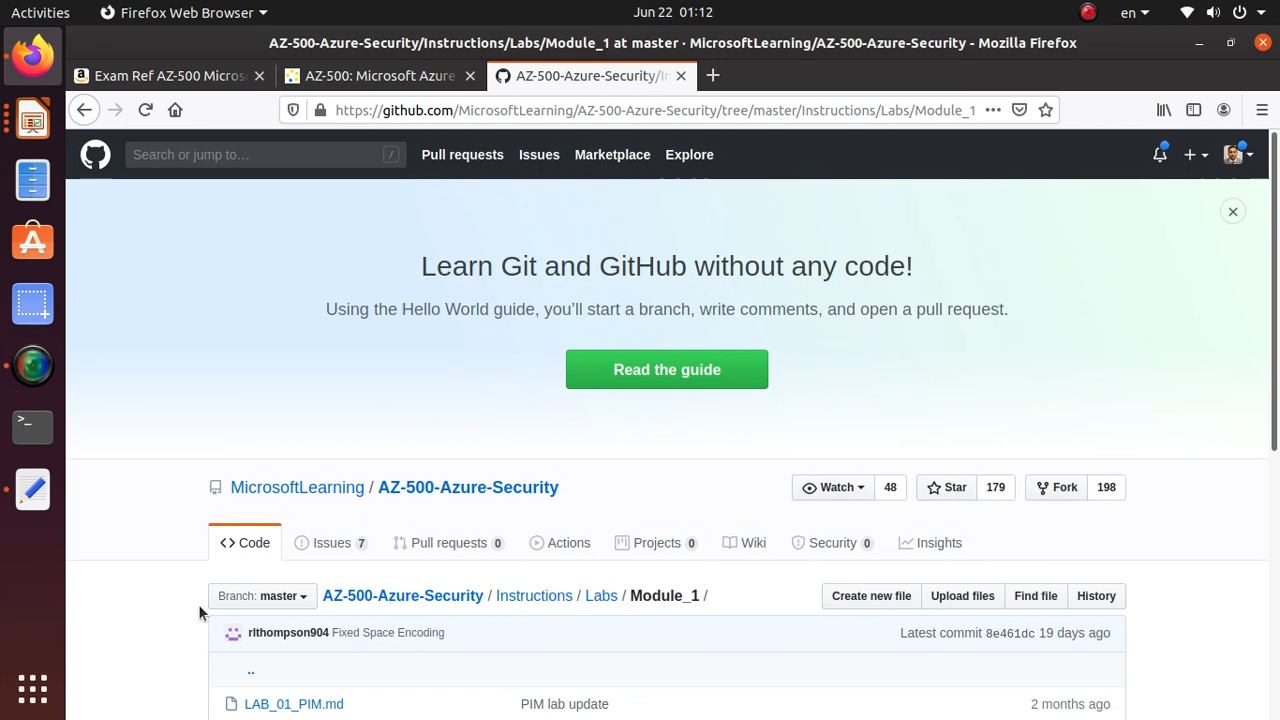 Activities
Firefox Web Browser
Jun 22 01:12
en
AZ-500-Azure-Security/Instructions/Labs/Module_1 at master · MicrosoftLearning/AZ-500-Azure-Security - Mozilla Firefox
Exam Ref AZ-500 Micros
AZ-500: Microsoft Azure
AZ-500-Azure-Security/In
https://github.com/MicrosoftLearning/AZ-500-Azure-Security/tree/master/Instructions/Labs/Module_1
Search or jump to…
/
Pull requests
Issues
Marketplace
Explore
Learn Git and GitHub without any code!
Using the Hello World guide, you’ll start a branch, write comments, and open a pull request.
Read the guide
MicrosoftLearning / AZ-500-Azure-Security
Watch 48
Star 179
Fork 198
Code
Issues 7
Pull requests 0
Actions
Projects 0
Wiki
Security 0
Insights
Branch: master
AZ-500-Azure-Security / Instructions / Labs / Module_1 /
Create new file
Upload files
Find file
History
rlthompson904 Fixed Space Encoding
Latest commit 8e461dc 19 days ago
..
LAB_01_PIM.md
PIM lab update
2 months ago